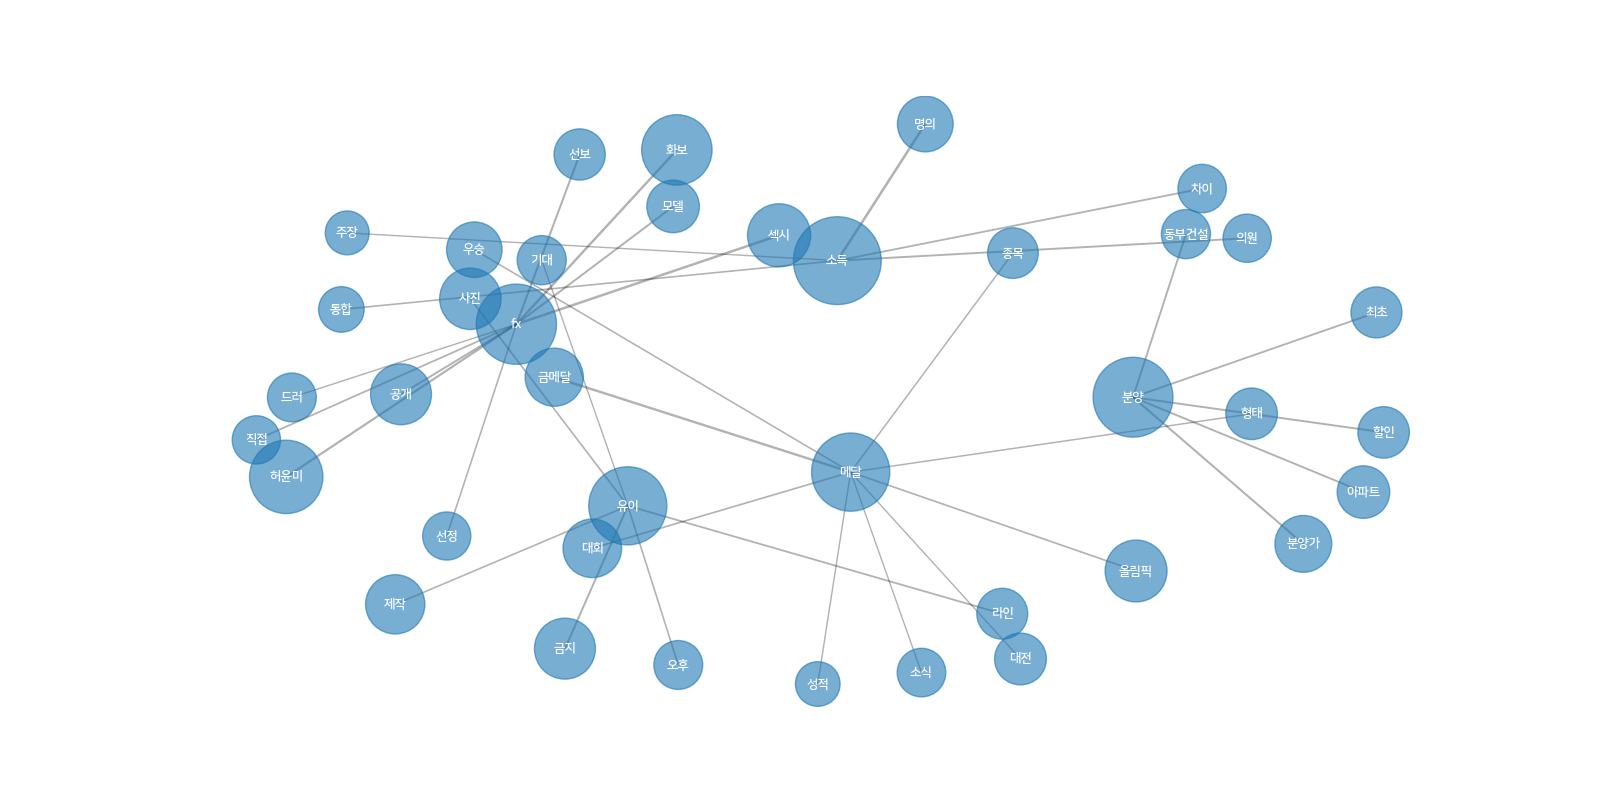 명의
선보
화보
모델
차이
주장
우승
기대
섹시
소득
종목
동부건설
의원
통합
사진
fx
최초
금메달
드러
공개
분양
형태
직접
할인
허윤미
메달
아파트
유이
선정
대회
분양가
올림픽
제작
라인
금지
오후
대전
성적
소식